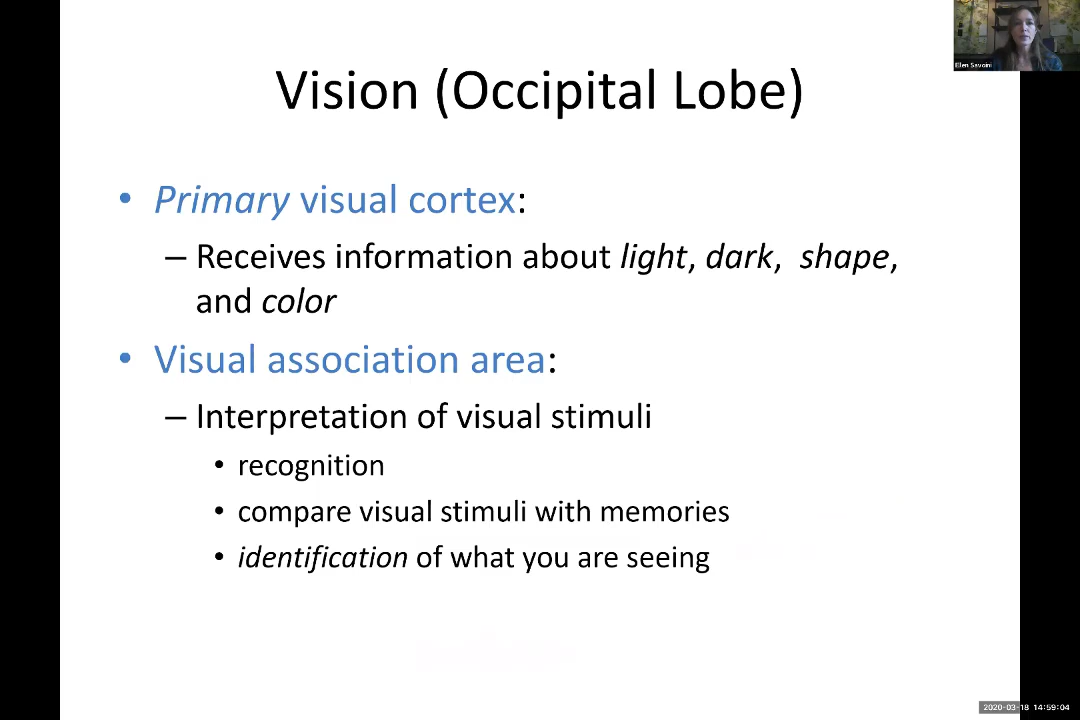 Ellen Savoini
Vision (Occipital Lobe)
• Primary visual cortex:
– Receives information about light, dark, shape,
and color
• Visual association area:
– Interpretation of visual stimuli
• recognition
• compare visual stimuli with memories
• identification of what you are seeing
2020-03-18 14:59:04